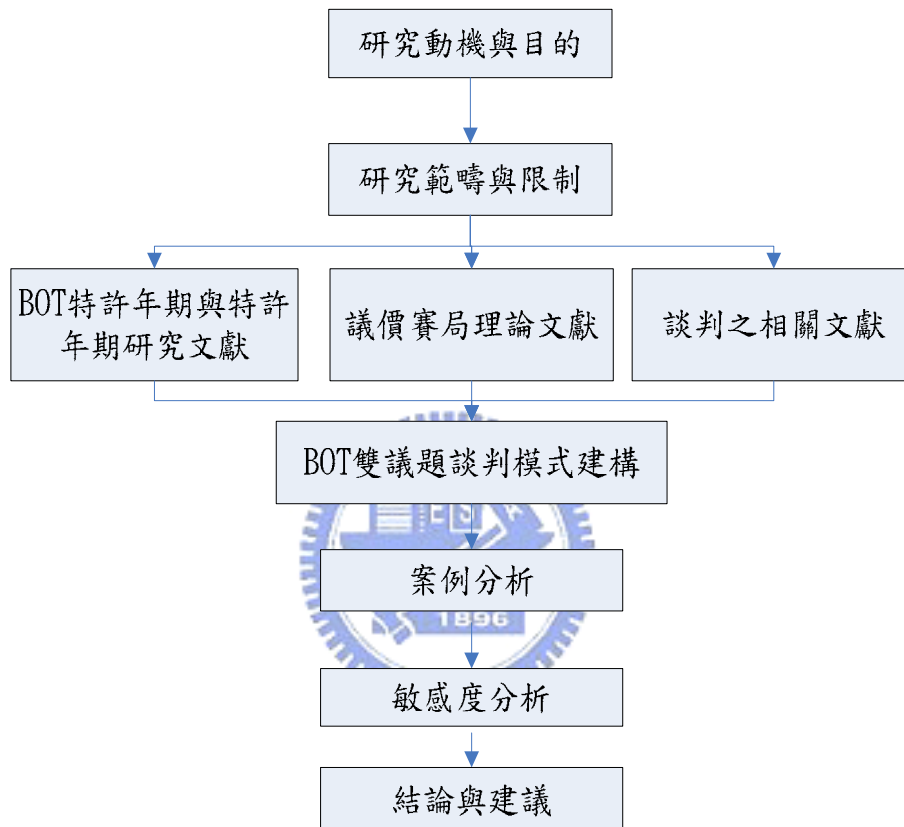 研究動機與目的
研究範疇與限制
BOT特許年期與特許
年期研究文獻
議價賽局理論文獻
談判之相關文獻
BOT雙議題談判模式建構
案例分析
1896
敏感度分析
結論與建議